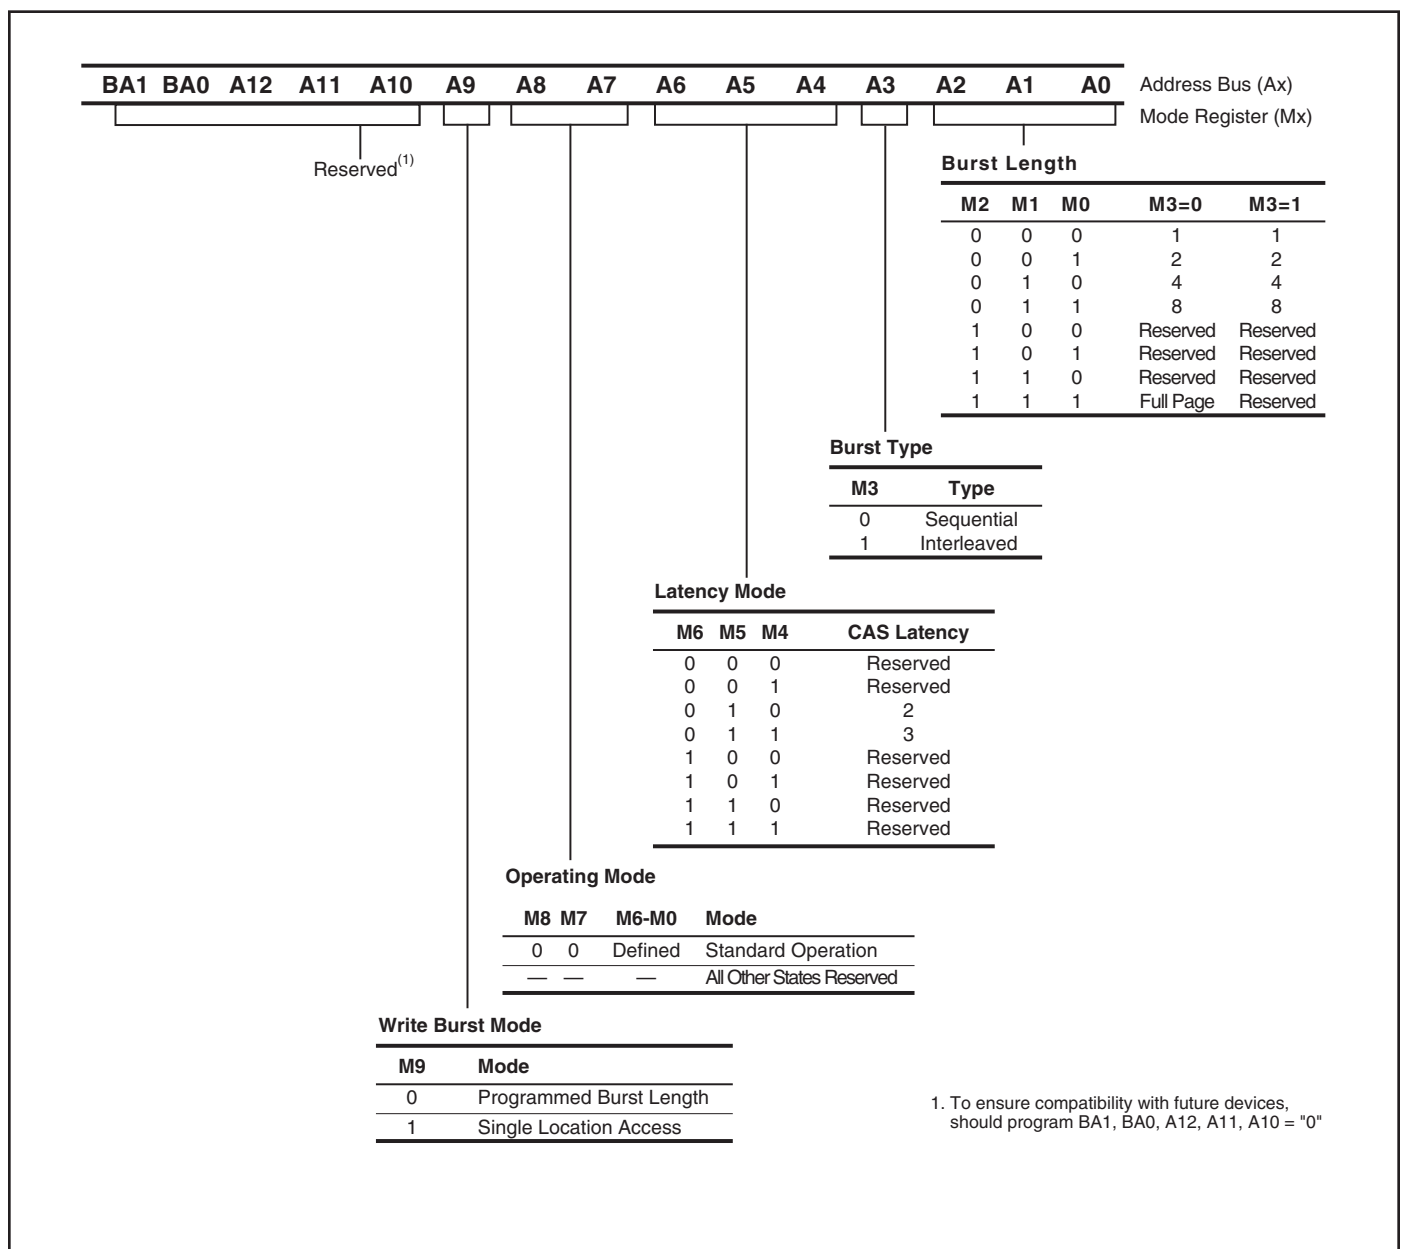 BA1 BA0 A12 A11 A10 A9 A8 A7 A6 A5 A4 A3 A2 A1 A0 Address Bus (Ax)
Mode Register (Mx)
Reserved(1)
Burst Length
M2 M1 M0 M3=0 M3=1
0 0 0 1 1
0 0 1 2 2
0 1 0 4 4
0 1 1 8 8
1 0 0 Reserved Reserved
1 0 1 Reserved Reserved
1 1 0 Reserved Reserved
1 1 1 Full Page Reserved
Burst Type
M3 Type
0 Sequential
1 Interleaved
Latency Mode
M6 M5 M4 CAS Latency
0 0 0 Reserved
0 0 1 Reserved
0 1 0 2
0 1 1 3
1 0 0 Reserved
1 0 1 Reserved
1 1 0 Reserved
1 1 1 Reserved
Operating Mode
M8 M7 M6-M0 Mode
0 0 Defined Standard Operation
— — — All Other States Reserved
Write Burst Mode
M9 Mode
0 Programmed Burst Length
1 Single Location Access
1. To ensure compatibility with future devices,
should program BA1, BA0, A12, A11, A10 = "0"